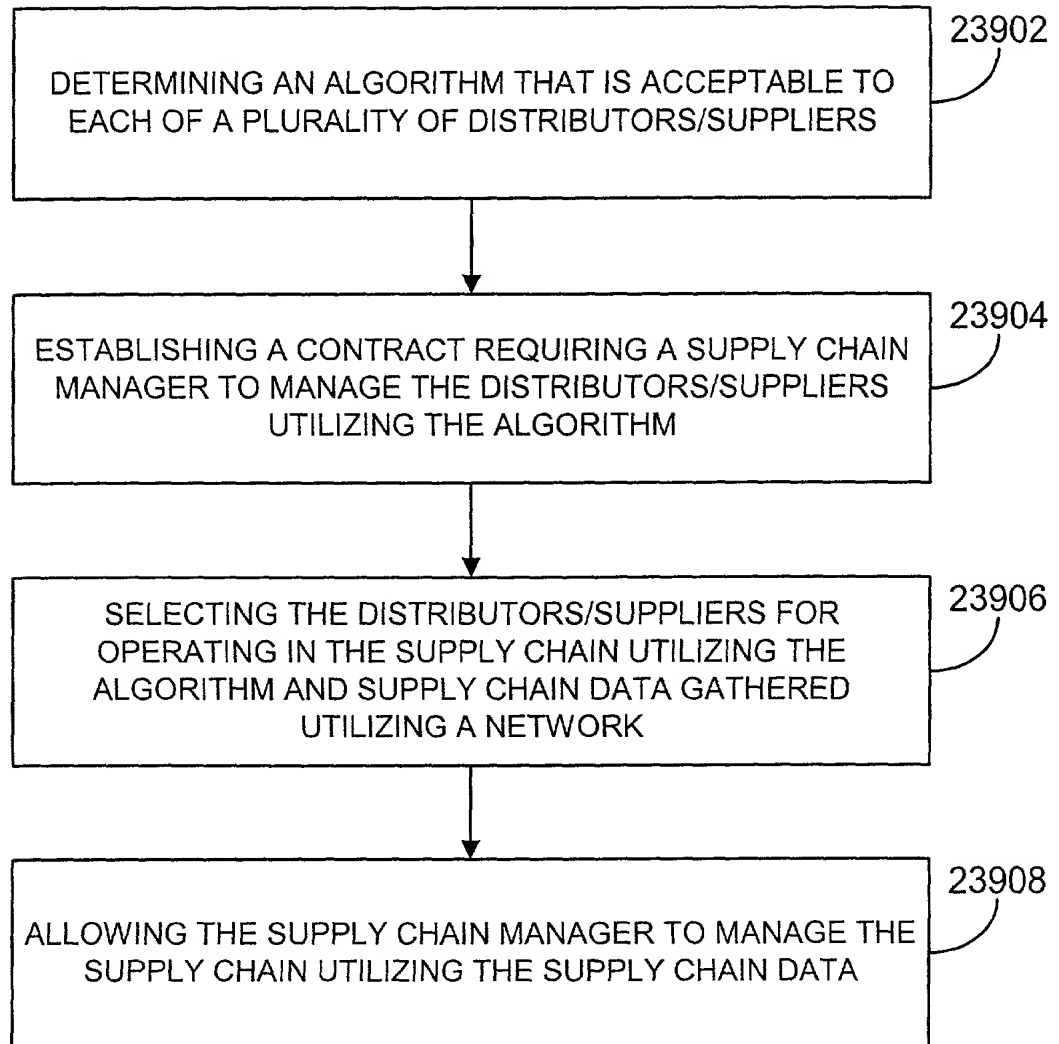 23902
DETERMINING AN ALGORITHM THAT IS ACCEPTABLE TO
EACH OF A PLURALITY OF DISTRIBUTORS/SUPPLIERS
23904
ESTABLISHING A CONTRACT REQUIRING A SUPPLY CHAIN
MANAGER TO MANAGE THE DISTRIBUTORS/SUPPLIERS
UTILIZING THE ALGORITHM
23906
SELECTING THE DISTRIBUTORS/SUPPLIERS FOR
OPERATING IN THE SUPPLY CHAIN UTILIZING THE
ALGORITHM AND SUPPLY CHAIN DATA GATHERED
UTILIZING A NETWORK
23908
ALLOWING THE SUPPLY CHAIN MANAGER TO MANAGE THE
SUPPLY CHAIN UTILIZING THE SUPPLY CHAIN DATA